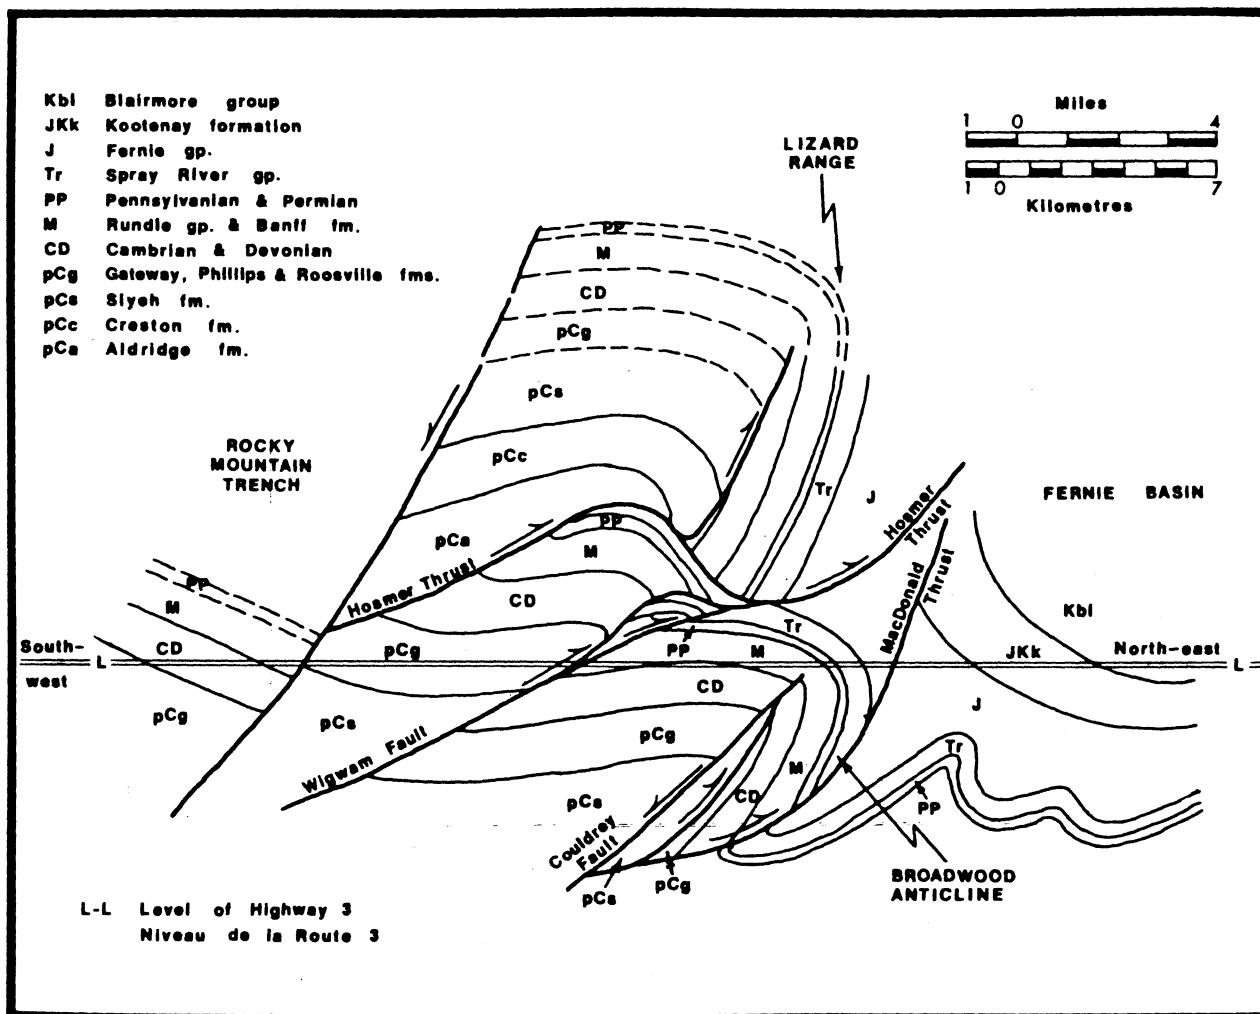 Kbl Blairmore group
JKk Kootenay formation
J Fernie gp.
Tr Spray River gp.
PP Pennsylvanian & Permian
M Rundle gp. & Banff fm.
CD Cambrian & Devonian
pCg Gateway, Phillips & Roosville fms.
pCs Siyeh fm.
pCc Creston fm.
pCa Aldridge fm.
Miles
1 0 4
1 0 7
Kilometres
LIZARD
RANGE
PP
M
CD
pCg
pCs
pCc
pCa
ROCKY
MOUNTAIN
TRENCH
FERNIE BASIN
Tr
J
Hosmer
Thrust
PP
M
Hosmer Thrust
CD
pCg
PP
M
CD
pCg
South-
west
L
pCs
Wigwam Fault
Tr
PP
M
CD
pCg
pCs
MacDonald
Thrust
Kbl
JKk
North-east
L
J
Tr
PP
M
CD
Couldrey
Fault
pCs
pCg
BROADWOOD
ANTICLINE
L-L Level of Highway 3
Niveau de la Route 3